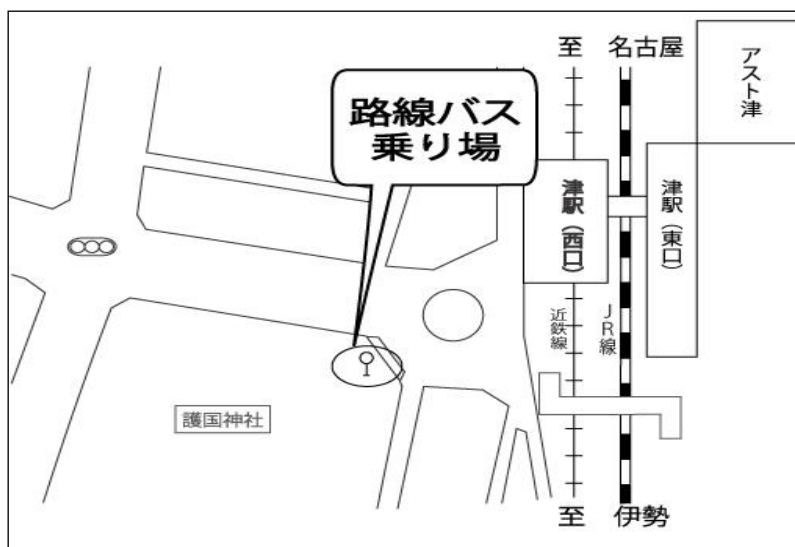 至 名古屋
アスト津
路線バス
乗り場
津駅（西口）
津駅（東口）
近鉄線
JR線
護国神社
至 伊勢